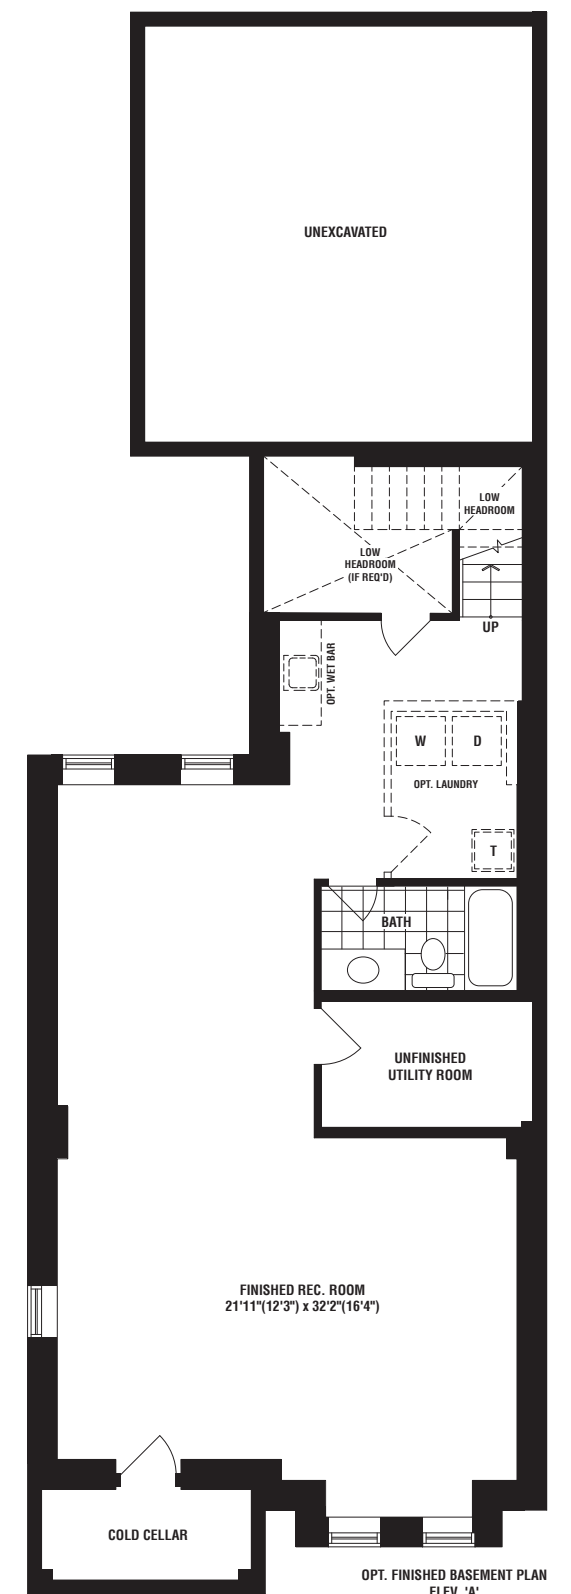 UNEXCAVATED
LOW
HEADROOM
LOW
HEADROOM
(IF REQ'D)
UP
OPT. WET BAR
W
D
OPT. LAUNDRY
T
BATH
UNFINISHED
UTILITY ROOM
FINISHED REC. ROOM
21'11"(12'3") x 32'2"(16'4")
COLD CELLAR
OPT. FINISHED BASEMENT PLAN
ELEV. 'A'